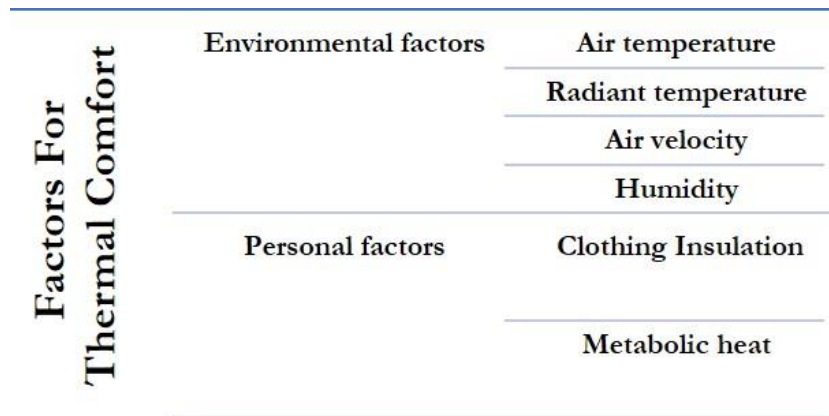 Factors For
Thermal Comfort
Environmental factors
Air temperature
Radiant temperature
Air velocity
Humidity
Personal factors
Clothing Insulation
Metabolic heat